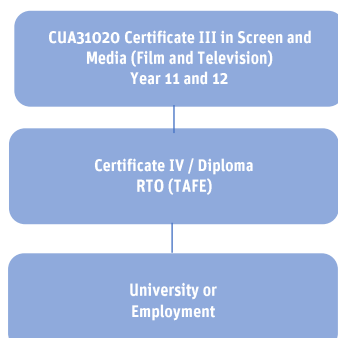 CUA31020 Certificate III in Screen and
Media (Film and Television)
Year 11 and 12
Certificate IV / Diploma
RTO (TAFE)
University or
Employment